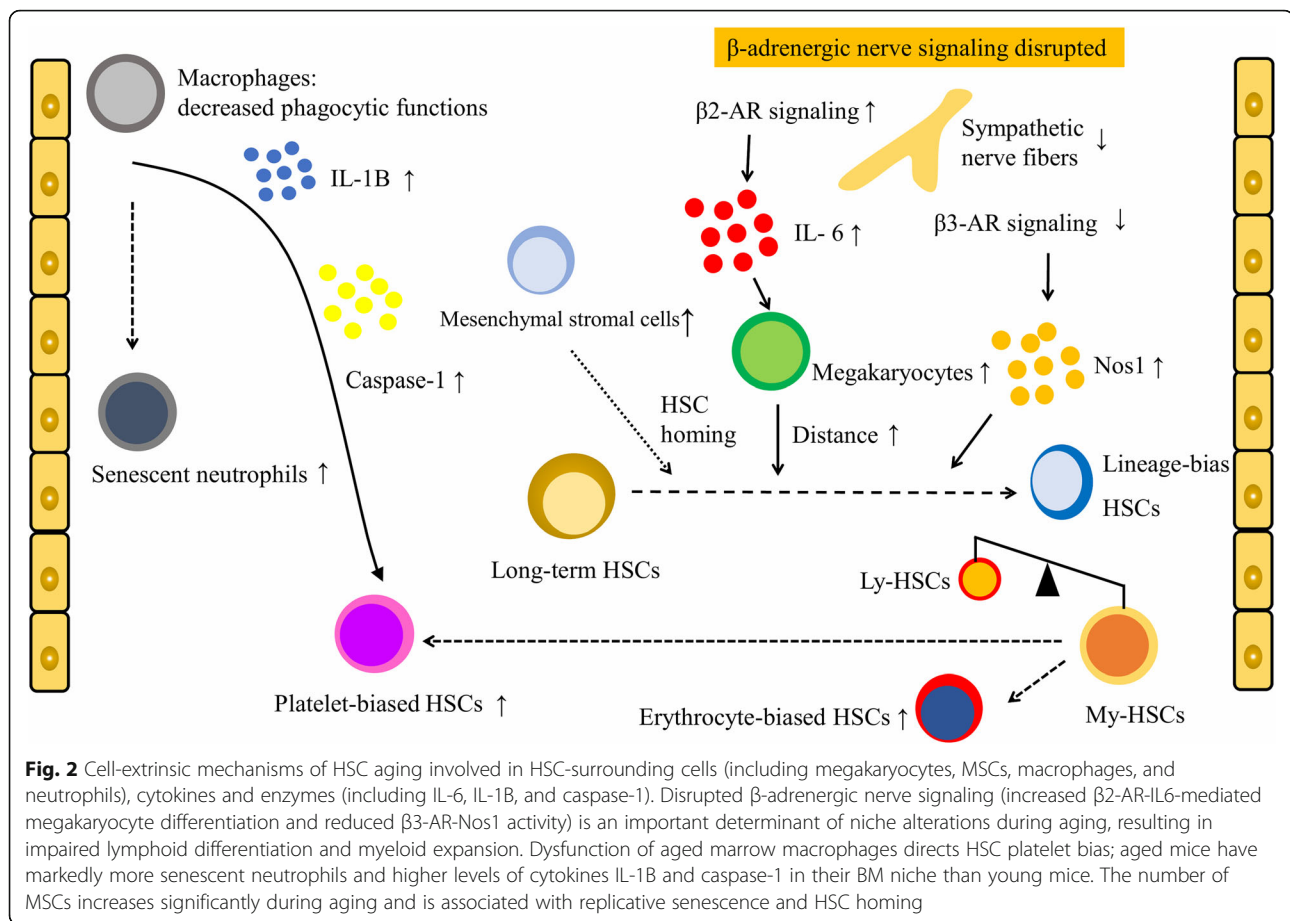 β-adrenergic nerve signaling disrupted
Macrophages:
decreased phagocytic functions
IL-1B ↑
β2-AR signaling ↑
Sympathetic
nerve fibers ↓
IL- 6 ↑
β3-AR signaling ↓
Mesenchymal stromal cells ↑
Caspase-1 ↑
Megakaryocytes ↑
Nos1 ↑
HSC
homing
Distance ↑
Senescent neutrophils ↑
Lineage-bias
HSCs
Long-term HSCs
Ly-HSCs
Platelet-biased HSCs ↑
Erythrocyte-biased HSCs ↑
My-HSCs
Fig. 2 Cell-extrinsic mechanisms of HSC aging involved in HSC-surrounding cells (including megakaryocytes, MSCs, macrophages, and
neutrophils), cytokines and enzymes (including IL-6, IL-1B, and caspase-1). Disrupted β-adrenergic nerve signaling (increased β2-AR-IL6-mediated
megakaryocyte differentiation and reduced β3-AR-Nos1 activity) is an important determinant of niche alterations during aging, resulting in
impaired lymphoid differentiation and myeloid expansion. Dysfunction of aged marrow macrophages directs HSC platelet bias; aged mice have
markedly more senescent neutrophils and higher levels of cytokines IL-1B and caspase-1 in their BM niche than young mice. The number of
MSCs increases significantly during aging and is associated with replicative senescence and HSC homing